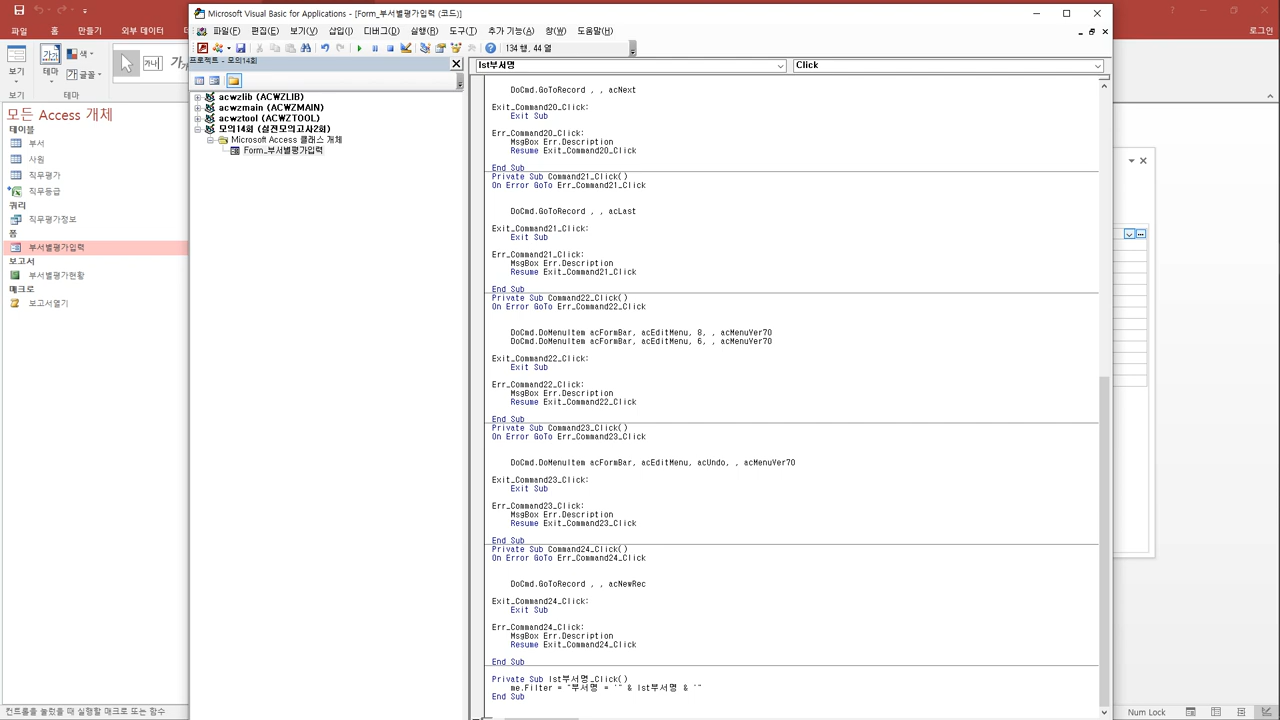 Microsoft Visual Basic for Applications - [Form_부서별평가입력 (코드)]
로그인
파일 홈 만들기 외부 데이터
파일(F) 편집(E) 보기(V) 삽입(I) 디버그(D) 실행(R) 도구(T) 추가 기능(A) 창(W) 도움말(H)
134 행, 44 열
보기 테마 색 글꼴 가나
테마
프로젝트 - 모의14회
lst부서명 Click
모든 Access 개체
테이블
부서
사원
직무평가
직무등급
쿼리
직무평가정보
폼
부서별평가입력
보고서
부서별평가현황
매크로
보고서열기
acwzlib (ACWZLIB)
acwzmain (ACWZMAIN)
acwztool (ACWZTOOL)
모의14회 (실전모의고사2회)
Microsoft Access 클래스 개체
Form_부서별평가입력
DoCmd.GoToRecord , , acNext
Exit_Command20_Click:
Exit Sub
Err_Command20_Click:
MsgBox Err.Description
Resume Exit_Command20_Click
End Sub
Private Sub Command21_Click()
On Error GoTo Err_Command21_Click
DoCmd.GoToRecord , , acLast
Exit_Command21_Click:
Exit Sub
Err_Command21_Click:
MsgBox Err.Description
Resume Exit_Command21_Click
End Sub
Private Sub Command22_Click()
On Error GoTo Err_Command22_Click
DoCmd.DoMenuItem acFormBar, acEditMenu, 8, , acMenuVer70
DoCmd.DoMenuItem acFormBar, acEditMenu, 6, , acMenuVer70
Exit_Command22_Click:
Exit Sub
Err_Command22_Click:
MsgBox Err.Description
Resume Exit_Command22_Click
End Sub
Private Sub Command23_Click()
On Error GoTo Err_Command23_Click
DoCmd.DoMenuItem acFormBar, acEditMenu, acUndo, , acMenuVer70
Exit_Command23_Click:
Exit Sub
Err_Command23_Click:
MsgBox Err.Description
Resume Exit_Command23_Click
End Sub
Private Sub Command24_Click()
On Error GoTo Err_Command24_Click
DoCmd.GoToRecord , , acNewRec
Exit_Command24_Click:
Exit Sub
Err_Command24_Click:
MsgBox Err.Description
Resume Exit_Command24_Click
End Sub
Private Sub lst부서명_Click()
me.Filter = "부서명 = '" & lst부서명 & '"
End Sub
컨트롤을 눌렀을 때 실행할 매크로 또는 함수
Num Lock